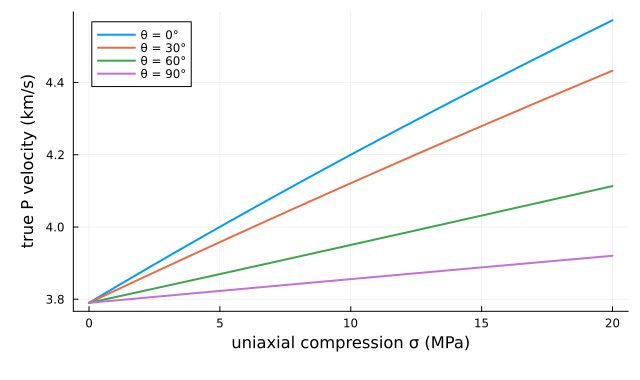 θ = 0°
θ = 30°
θ = 60°
θ = 90°
true P velocity (km/s)
4.4
4.2
4.0
3.8
0 5 10 15 20
uniaxial compression σ (MPa)